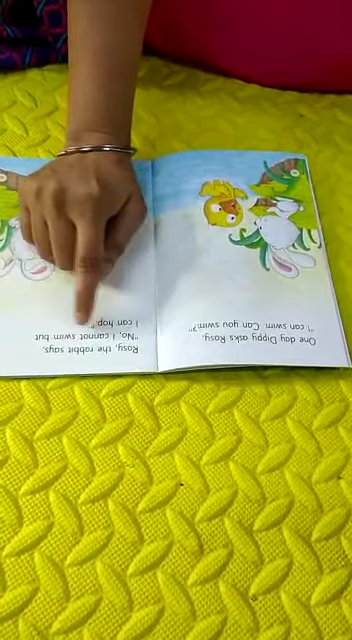 One day Dippy asks Rosy,
"I can swim. Can you swim?"
Rosy, the rabbit says,
"No, I cannot swim but
I can hop